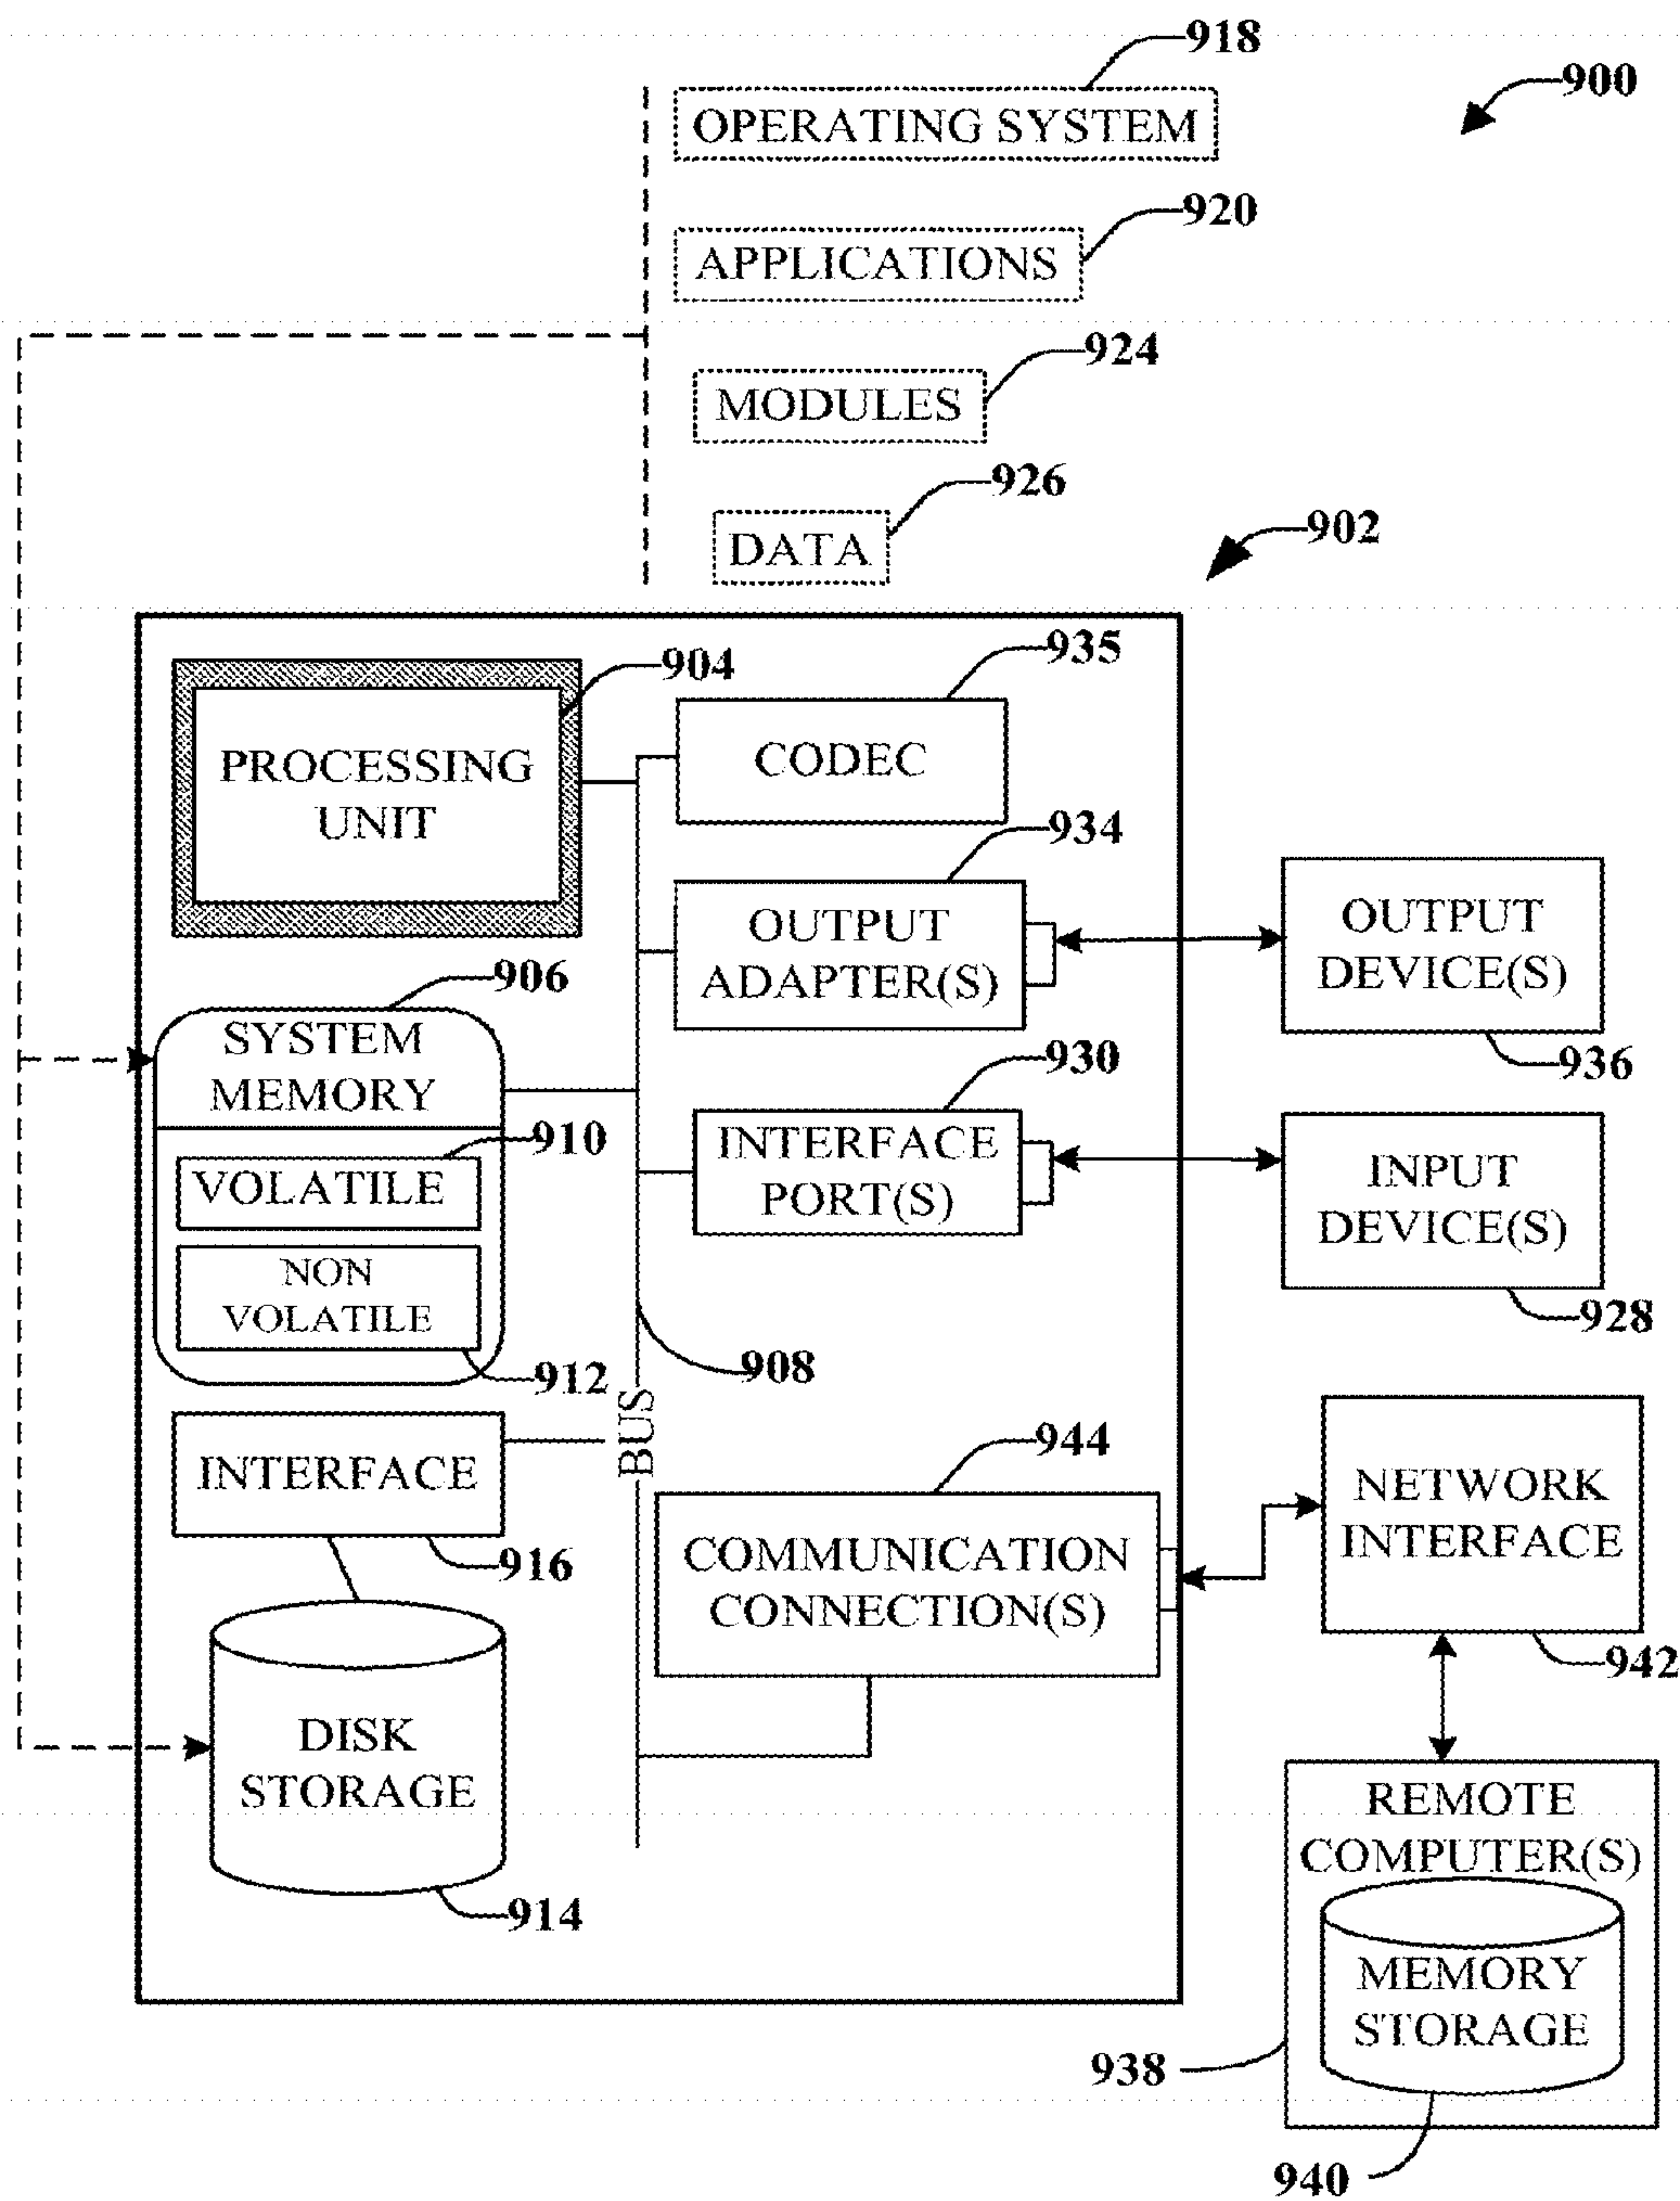 918
900
OPERATING SYSTEM
920
APPLICATIONS
924
MODULES
926
DATA
902
904
PROCESSING
UNIT
935
CODEC
934
OUTPUT
ADAPTER(S)
OUTPUT
DEVICE(S)
936
906
SYSTEM
MEMORY
910
VOLATILE
NON
VOLATILE
912
930
INTERFACE
PORT(S)
INPUT
DEVICE(S)
928
908
BUS
INTERFACE
916
944
COMMUNICATION
CONNECTION(S)
NETWORK
INTERFACE
942
DISK
STORAGE
914
REMOTE
COMPUTER(S)
MEMORY
STORAGE
938
940